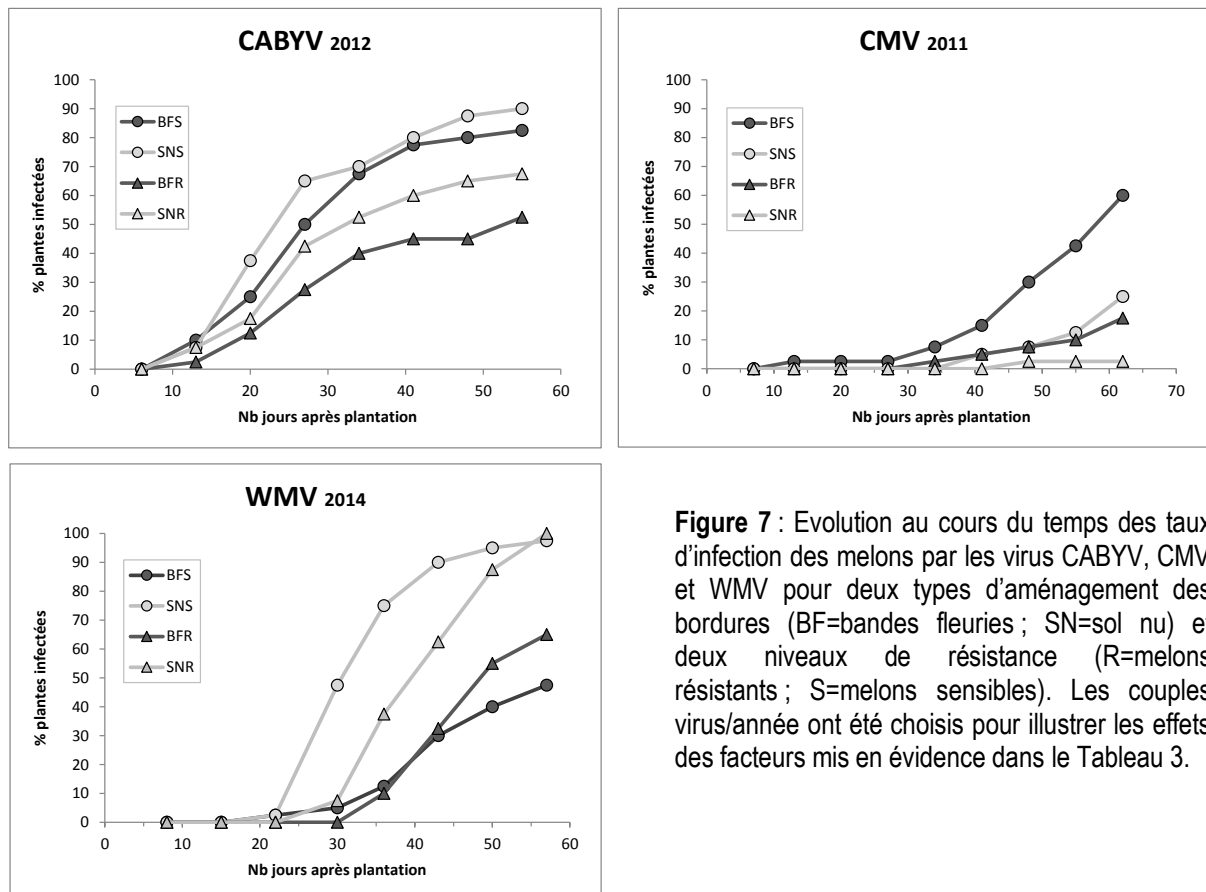 CABYV 2012
100
90
80
70
60
50
40
30
20
10
0
% plantes infectées
BFS
SNS
BFR
SNR
0 10 20 30 40 50 60
Nb jours après plantation
CMV 2011
100
90
80
70
60
50
40
30
20
10
0
% plantes infectées
BFS
SNS
BFR
SNR
0 10 20 30 40 50 60 70
Nb jours après plantation
WMV 2014
100
90
80
70
60
50
40
30
20
10
0
% plantes infectées
BFS
SNS
BFR
SNR
0 10 20 30 40 50 60
Nb jours après plantation
Figure 7 : Evolution au cours du temps des taux
d'infection des melons par les virus CABYV, CMV
et WMV pour deux types d'aménagement des
bordures (BF=bandes fleuries ; SN=sol nu) et
deux niveaux de résistance (R=melons
résistants ; S=melons sensibles). Les couples
virus/année ont été choisis pour illustrer les effets
des facteurs mis en évidence dans le Tableau 3.